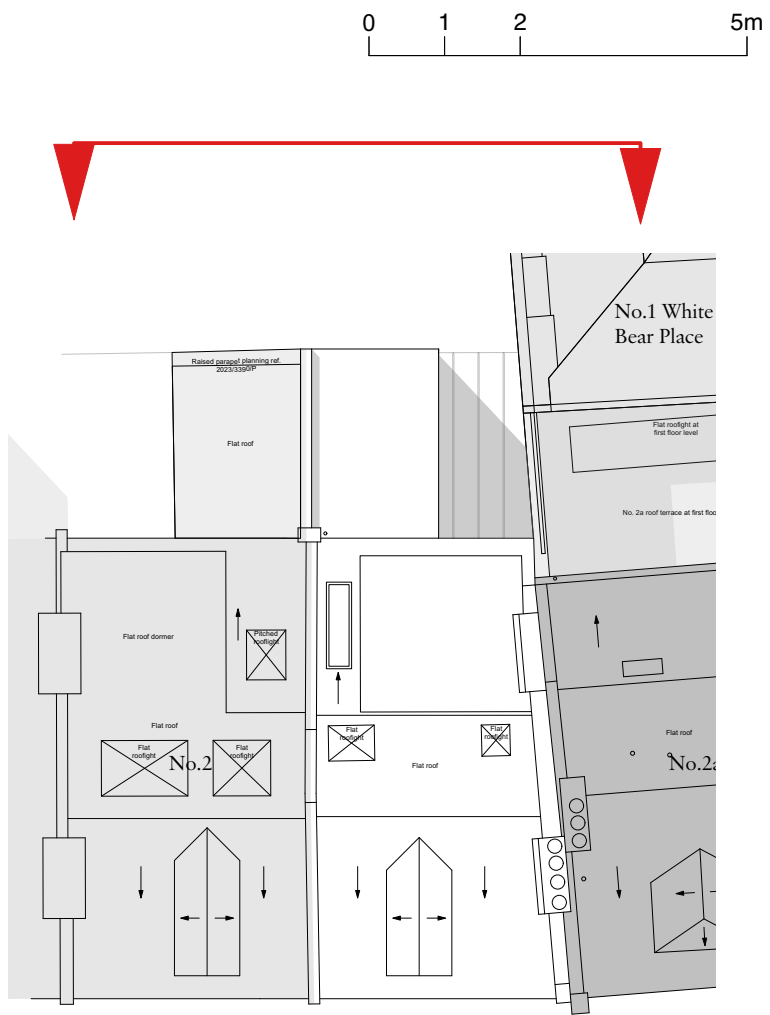 0 1 2 5m
No.1 White
Bear Place
Raised parapet planning ref.
2023/3390/P
Flat roof
Flat rooflight at
first floor level
No. 2a roof terrace at first floo
Flat roof dormer
Pitched
rooflight
Flat roof
Flat
rooflight
Flat
rooflight
No.2
Flat
rooflight
Flat
rooflight
Flat roof
Flat roof
No.2a